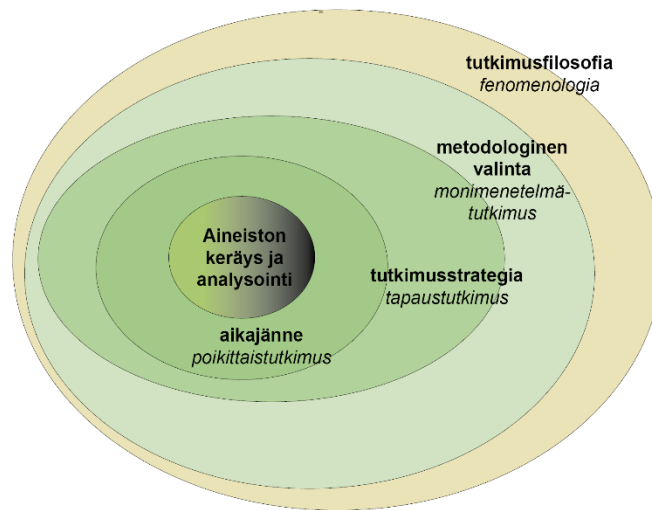 tutkimusfilosofia
fenomenologia
metodologinen
valinta
monimenetelmä-
tutkimus
Aineiston
keräys ja
analysointi
tutkimusstrategia
tapaustutkimus
aikajänne
poikittaistutkimus